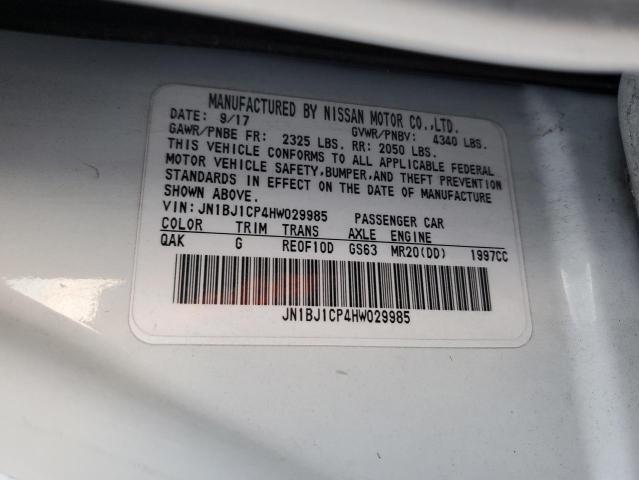 MANUFACTURED BY NISSAN MOTOR CO.,LTD.
DATE: 9/17 GVWR/PNBV: 4340 LBS.
GAWR/PNBE FR: 2325 LBS. RR: 2050 LBS.
THIS VEHICLE CONFORMS TO ALL APPLICABLE FEDERAL
MOTOR VEHICLE SAFETY,BUMPER,AND THEFT PREVENTION
STANDARDS IN EFFECT ON THE DATE OF MANUFACTURE
SHOWN ABOVE.
VIN: JN1BJ1CP4HW029985 PASSENGER CAR
COLOR TRIM TRANS AXLE ENGINE
QAK G RE0F10D GS63 MR20(DD) 1997CC
JN1BJ1CP4HW029985